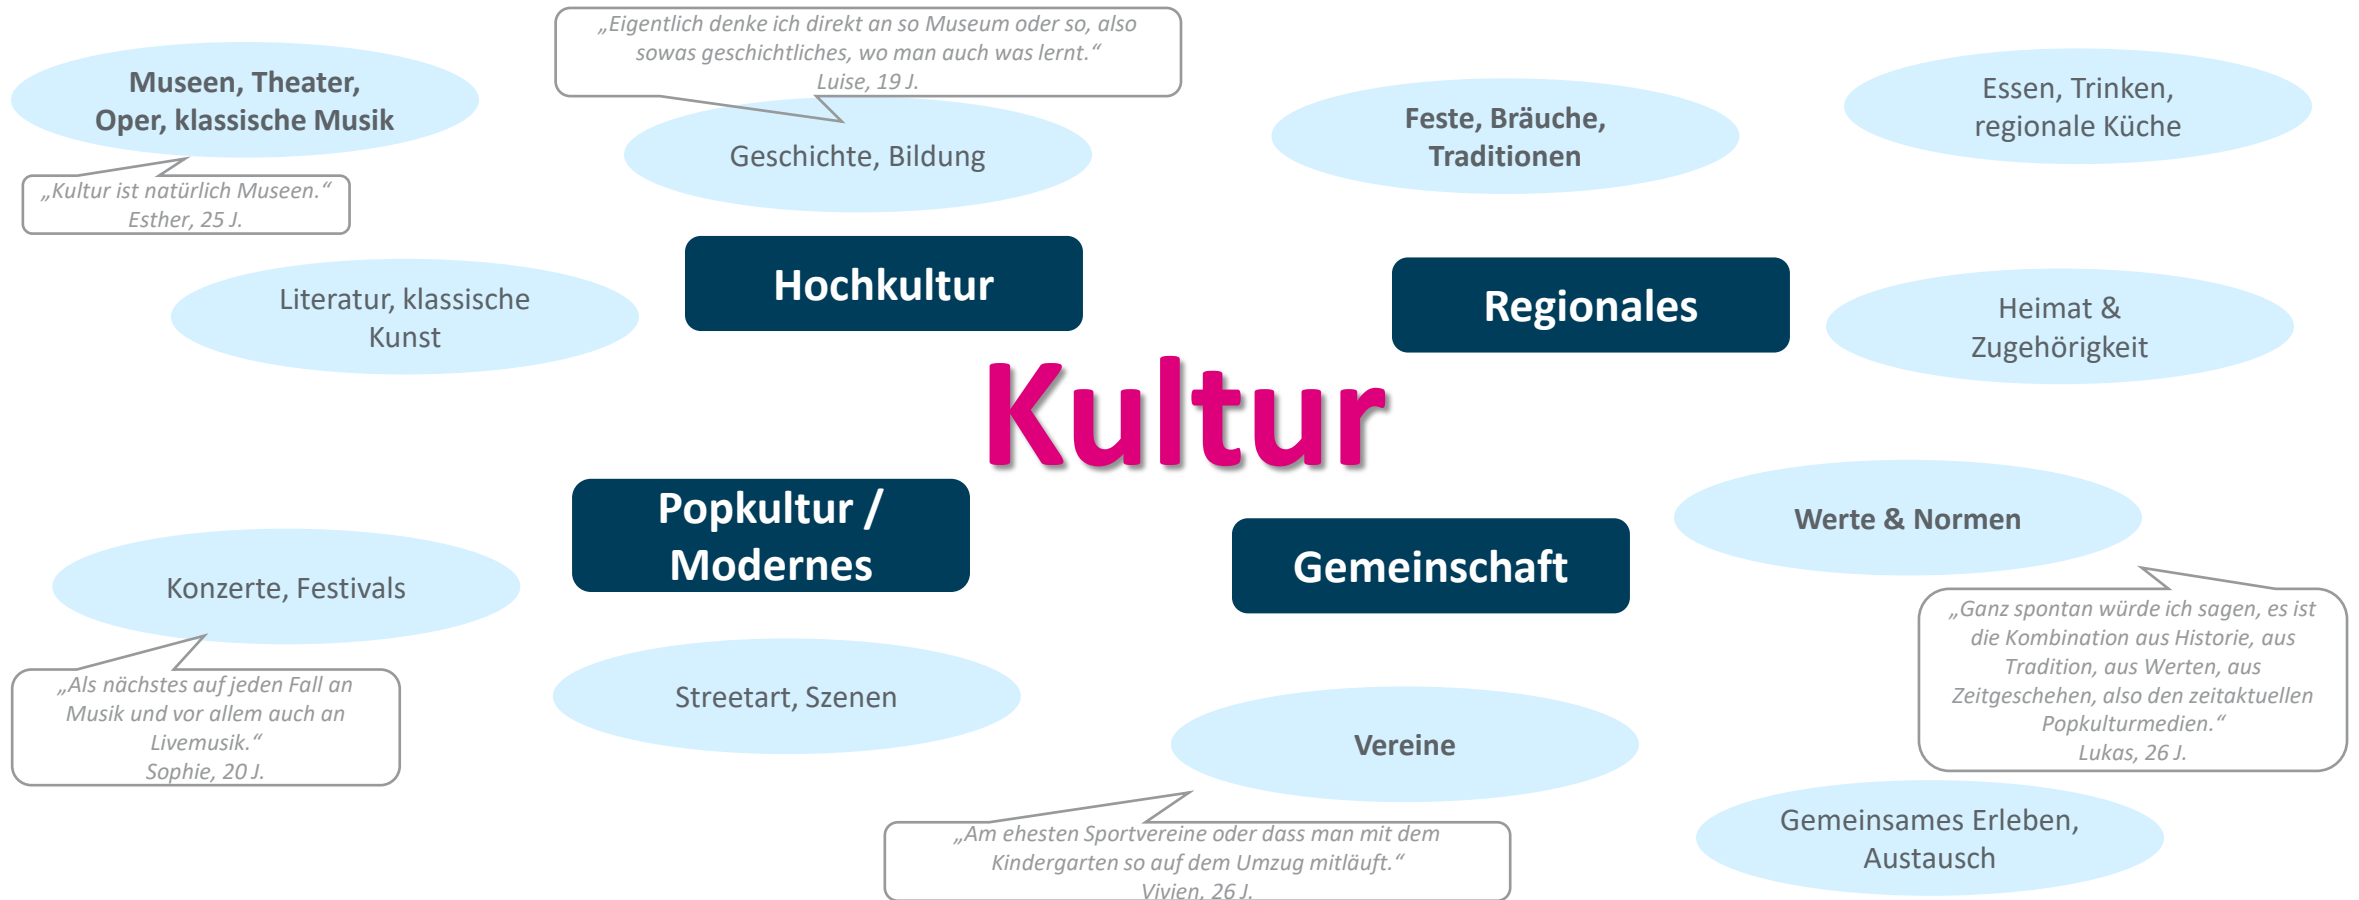 „Eigentlich denke ich direkt an so Museum oder so, also
sowas geschichtliches, wo man auch was lernt.“
Luise, 19 J.
Museen, Theater,
Oper, klassische Musik
„Kultur ist natürlich Museen.“
Esther, 25 J.
Geschichte, Bildung
Literatur, klassische
Kunst
Hochkultur
Feste, Bräuche,
Traditionen
Essen, Trinken,
regionale Küche
Regionales
Heimat &
Zugehörigkeit
Kultur
Popkultur /
Modernes
Konzerte, Festivals
„Als nächstes auf jeden Fall an
Musik und vor allem auch an
Livemusik.“
Sophie, 20 J.
Streetart, Szenen
Gemeinschaft
Werte & Normen
„Ganz spontan würde ich sagen, es ist
die Kombination aus Historie, aus
Tradition, aus Werten, aus
Zeitgeschehen, also den zeitaktuellen
Popkulturmedien.“
Lukas, 26 J.
Vereine
„Am ehesten Sportvereine oder dass man mit dem
Kindergarten so auf dem Umzug mitläuft.“
Vivien, 26 J.
Gemeinsames Erleben,
Austausch